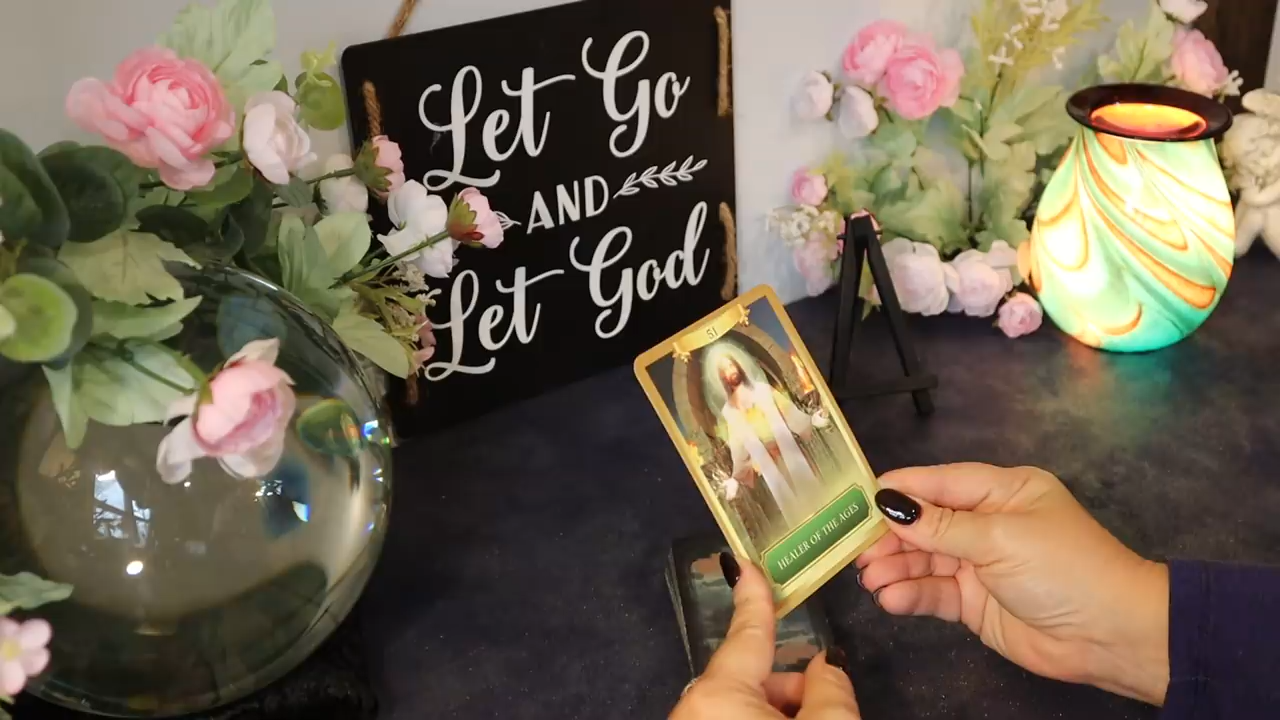 Let Go
AND
Let God
51
HEALER OF THE AGES